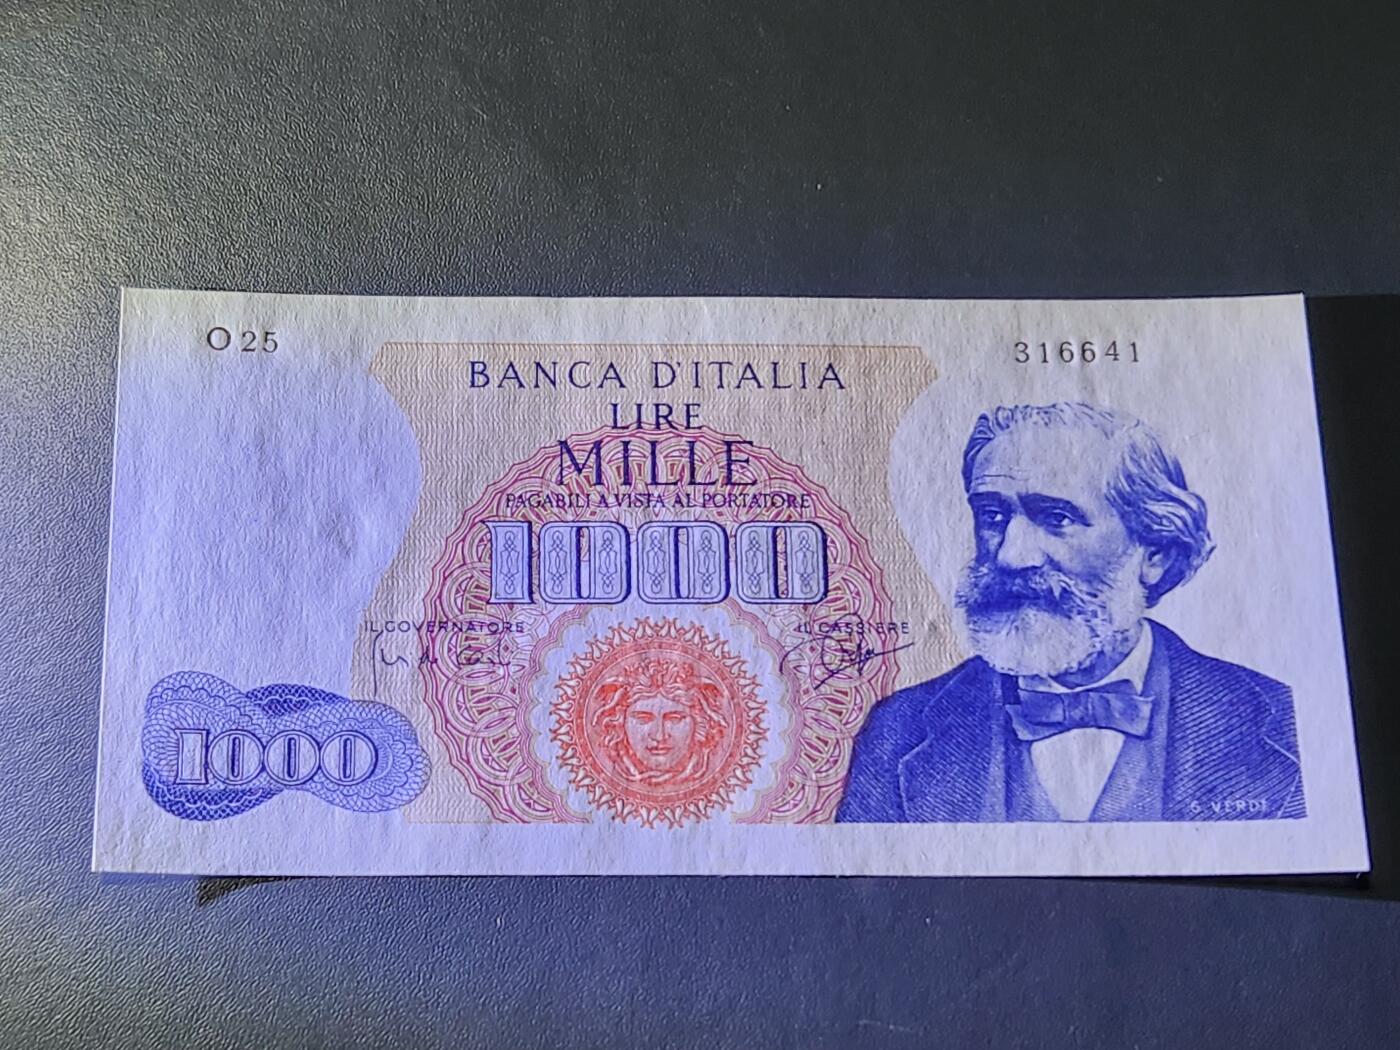 O 25
316641
BANCA D'ITALIA
LIRE
MILLE
PAGABILI A VISTA AL PORTATORE
1000
IL GOVERNATORE
IL CASSIERE
1000
G. VERDI